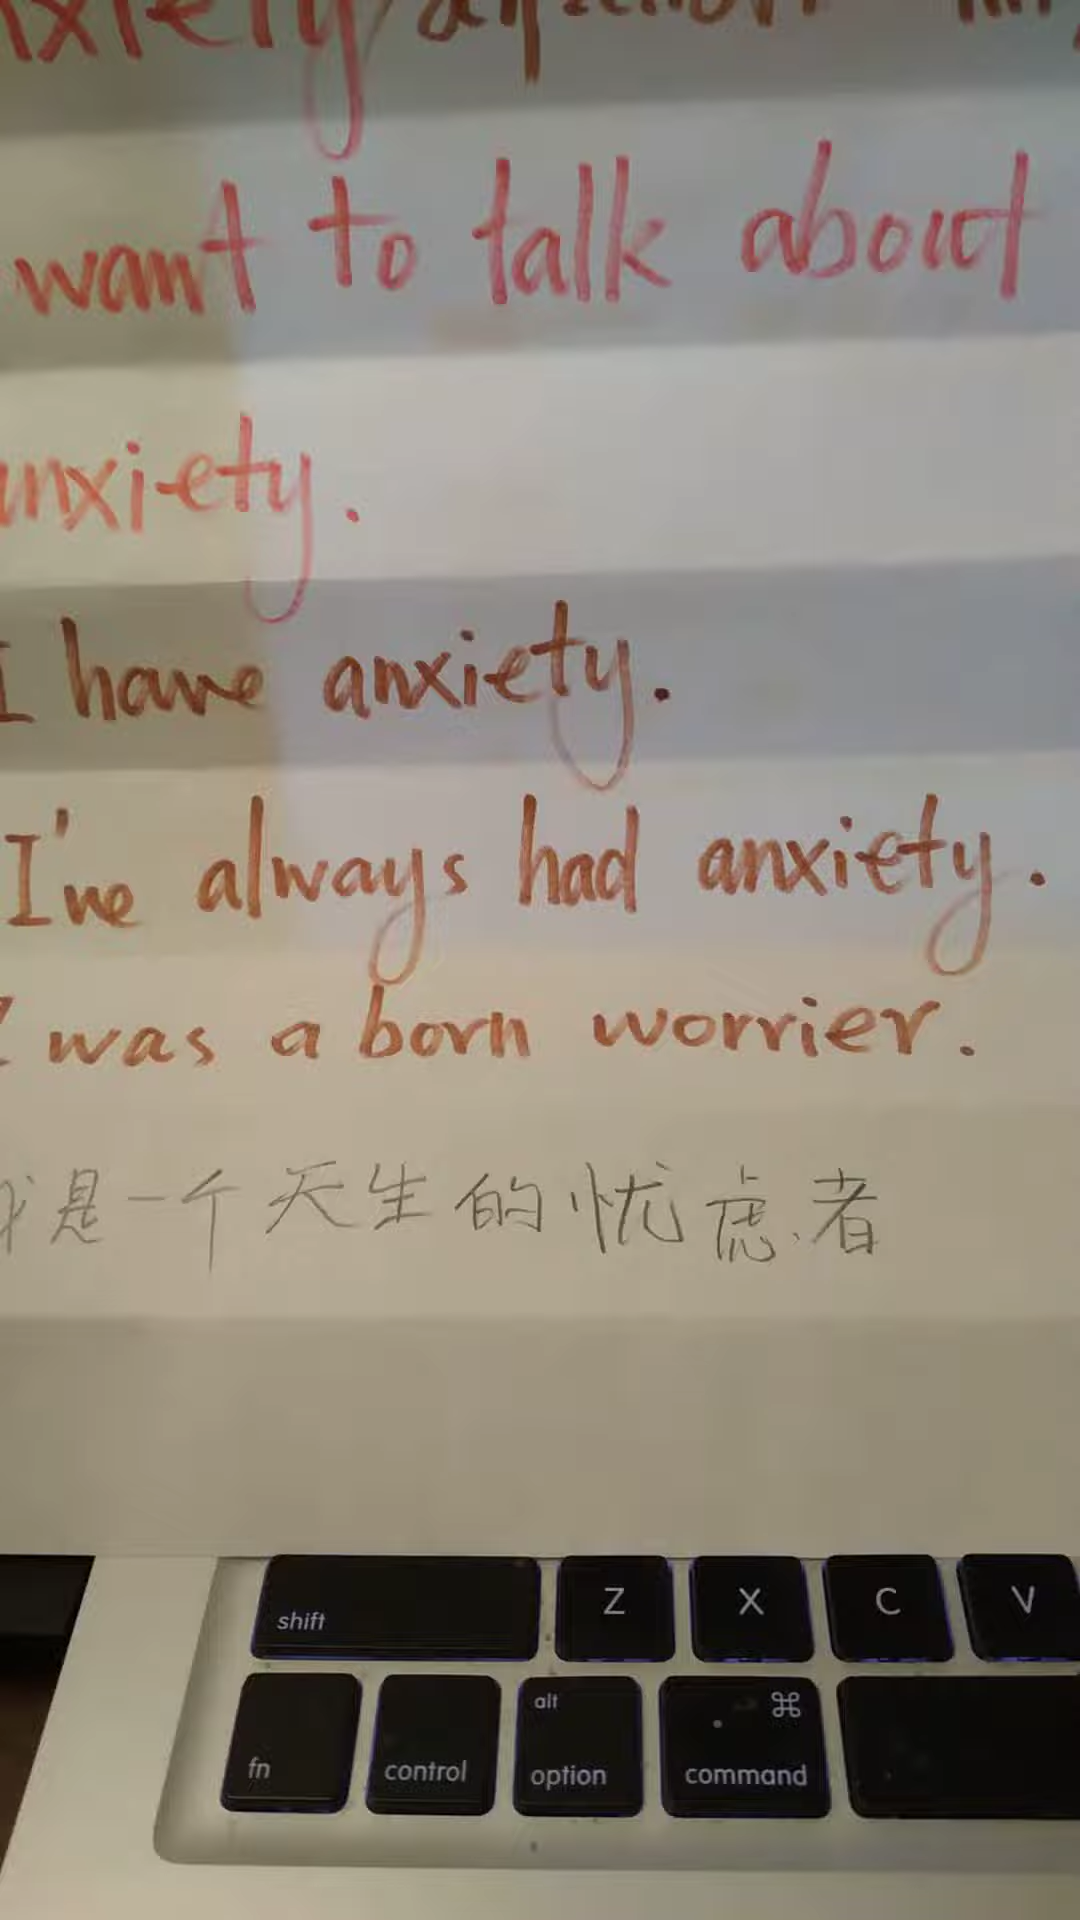 want to talk about
anxiety.
I have anxiety.
I've always had anxiety.
I was a born worrier.
我是一个天生的忧虑者
shift Z X C V
alt ⌘
fn control option command